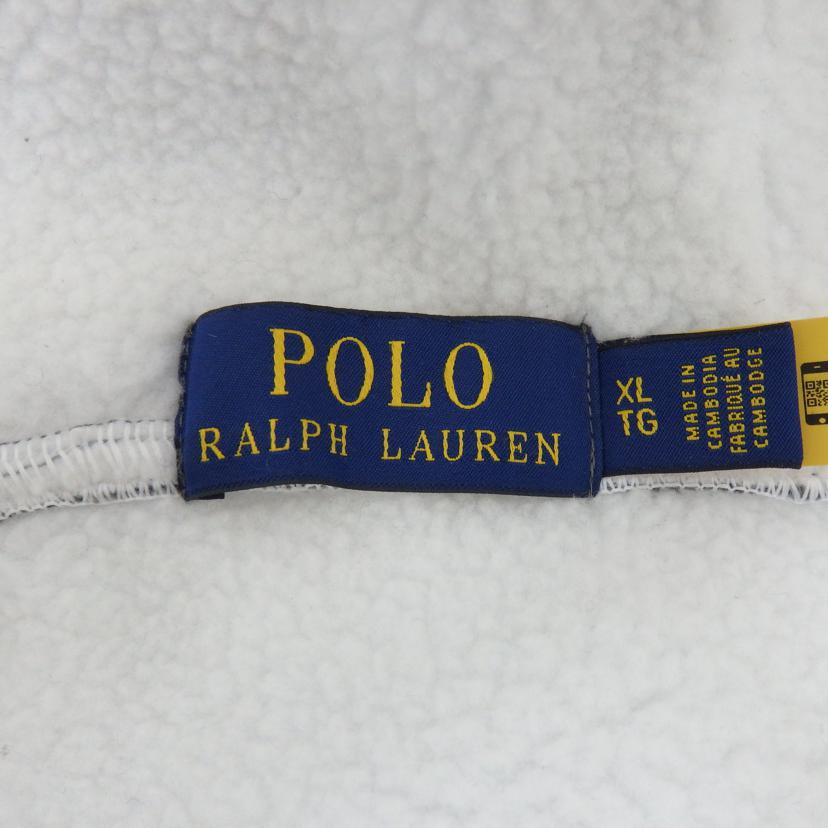 POLO
RALPH LAUREN
XL
TG
MADE IN
CAMBODIA
FABRIQUÉ AU
CAMBODGE